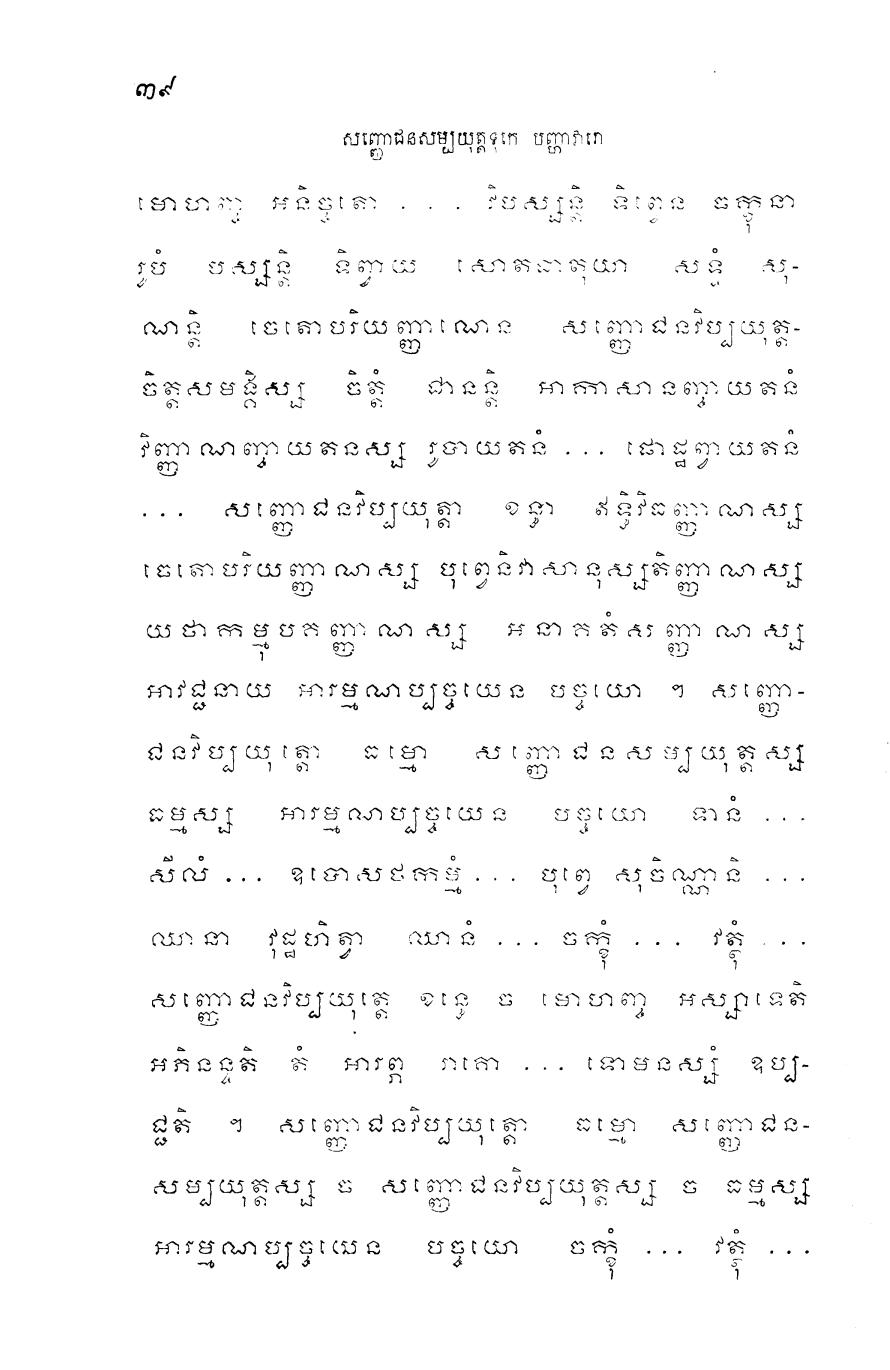 ៣៩
សញ្ញោជនសម្បយុត្តទុកេ បញ្ហាវារោ
មោហញ្ច អនិច្ចតោ . . . វិបស្សន្តិ ទិព្វេន ចក្ខុនា
រូបំ បស្សន្តិ ទិព្វាយ សោតធាតុយា សទ្ទំ សុ-
ណន្តិ ចេតោបរិយញ្ញាណេន សញ្ញោជនវិប្បយុត្ត-
ចិត្តសមង្គិស្ស ចិត្តំ ជានន្តិ អាកាសានញ្ចាយតនំ
វិញ្ញាណញ្ចាយតនស្ស រូបាយតនំ ... ផោដ្ឋព្វាយតនំ
... សញ្ញោជនវិប្បយុត្តា ខន្ធា ឥទ្ធិវិធញ្ញាណស្ស
ចេតោបរិយញ្ញាណស្ស បុព្វេនិវាសានុស្សតិញ្ញាណស្ស
យថាកម្មុបគញ្ញាណស្ស អនាគតំសញ្ញាណស្ស
អាវជ្ជនាយ អារម្មណប្បច្ចយេន បច្ចយោ ។ សញ្ញោ-
ជនវិប្បយុត្តោ ធម្មោ សញ្ញោជនសម្បយុត្តស្ស
ធម្មស្ស អារម្មណប្បច្ចយេន បច្ចយោ ទានំ ...
សីលំ ... ឧបោសថកម្មំ ... បុព្វេ សុចិណ្ណានិ ...
ឈានា វុដ្ឋហិត្វា ឈានំ ... ចក្ខុំ ... វត្ថុំ ...
សញ្ញោជនវិប្បយុត្តេ ខន្ធេ ច មោហញ្ច អស្សាទេតិ
អភិនន្ទតិ តំ អារព្ភ រាគោ ... ទោមនស្សំ ឧប្ប-
ជ្ជតិ ។ សញ្ញោជនវិប្បយុត្តោ ធម្មោ សញ្ញោជន-
សម្បយុត្តស្ស ច សញ្ញោជនវិប្បយុត្តស្ស ច ធម្មស្ស
អារម្មណប្បច្ចយេន បច្ចយោ ចក្ខុំ ... វត្ថុំ ...